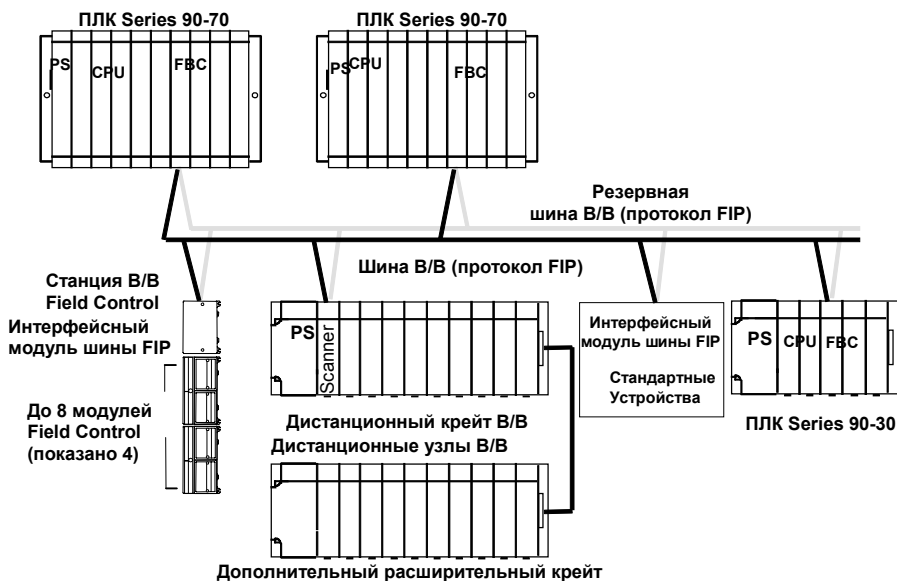 ПЛК Series 90-70
ПЛК Series 90-70
PS
CPU
FBC
PS
CPU
FBC
Резервная
шина В/В (протокол FIP)
Шина В/В (протокол FIP)
Станция В/В
Field Control
Интерфейсный
модуль шины FIP
До 8 модулей
Field Control
(показано 4)
PS
Scanner
Дистанционный крейт В/В
Дистанционные узлы В/В
Дополнительный расширительный крейт
Интерфейсный
модуль шины FIP
Стандартные
Устройства
PS
CPU
FBC
ПЛК Series 90-30